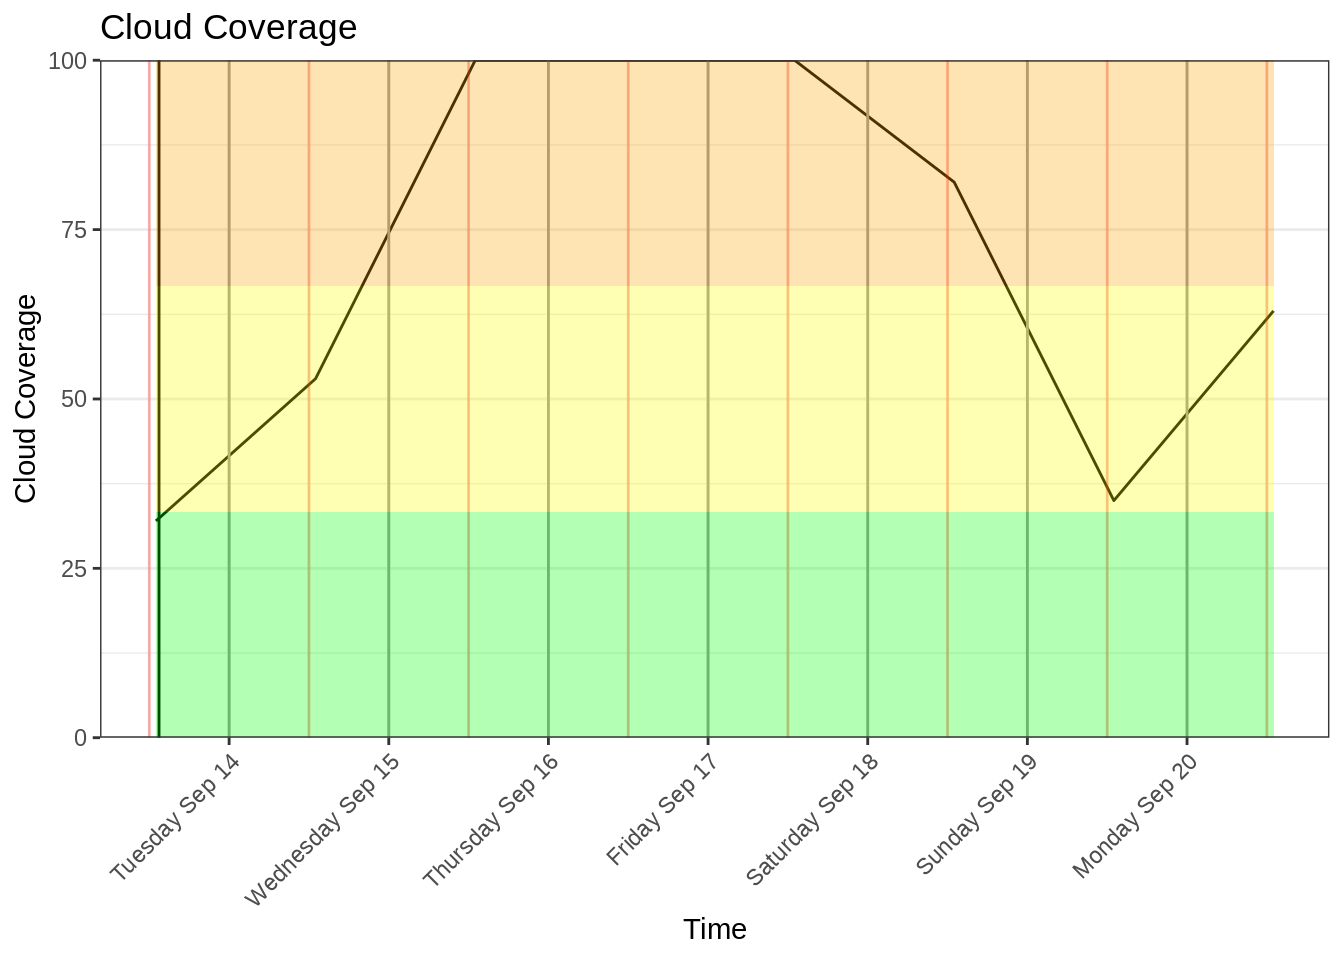 Cloud Coverage
100
75
50
25
0
Cloud Coverage
Tuesday Sep 14
Wednesday Sep 15
Thursday Sep 16
Friday Sep 17
Saturday Sep 18
Sunday Sep 19
Monday Sep 20
Time